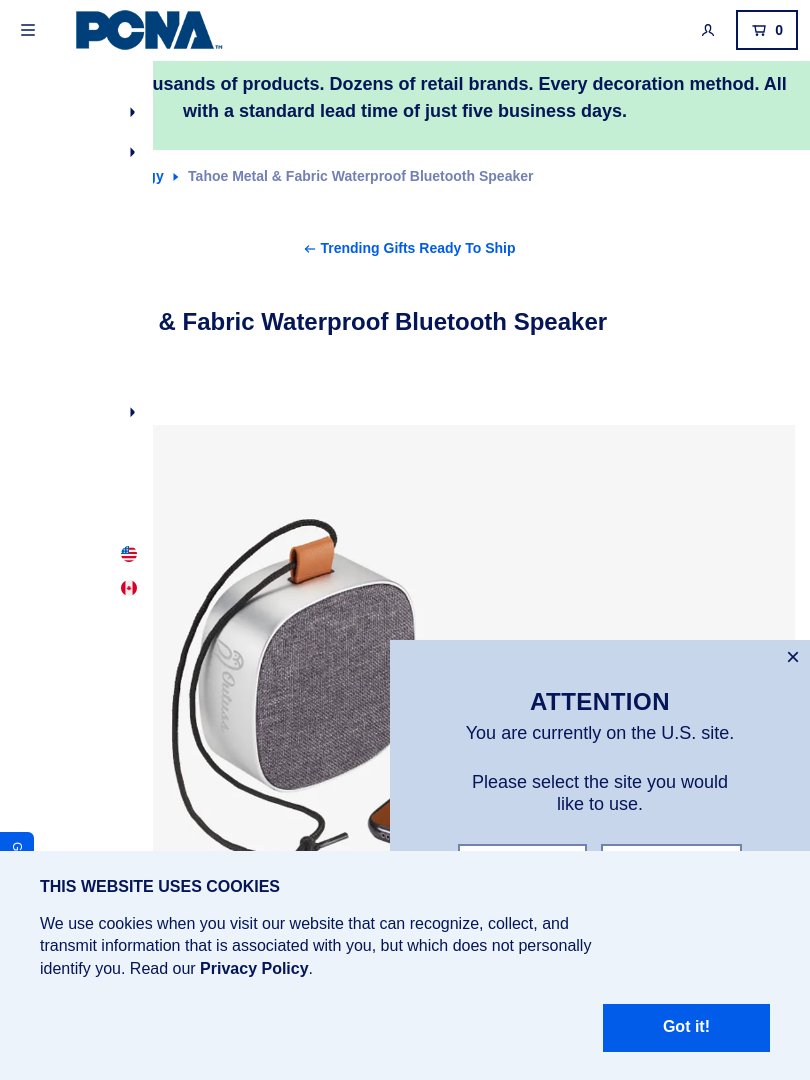 PCNA™
0
usands of products. Dozens of retail brands. Every decoration method. All
with a standard lead time of just five business days.
gy Tahoe Metal & Fabric Waterproof Bluetooth Speaker
← Trending Gifts Ready To Ship
& Fabric Waterproof Bluetooth Speaker
ATTENTION
You are currently on the U.S. site.
Please select the site you would
like to use.
G
THIS WEBSITE USES COOKIES
We use cookies when you visit our website that can recognize, collect, and
transmit information that is associated with you, but which does not personally
identify you. Read our Privacy Policy.
Got it!